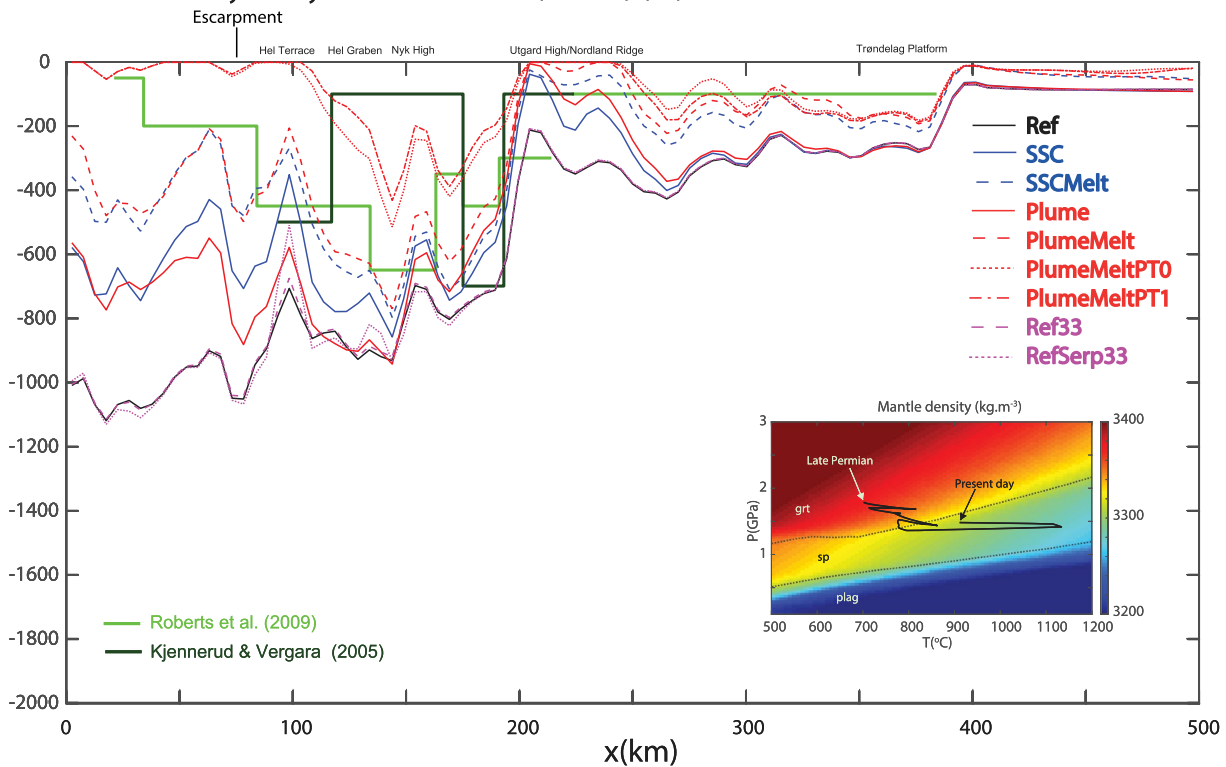 Escarpment
Hel Terrace
Hel Graben
Nyk High
Utgard High/Nordland Ridge
Trøndelag Platform
0
-200
-400
-600
-800
-1000
-1200
-1400
-1600
-1800
-2000
Ref
SSC
SSCMelt
Plume
PlumeMelt
PlumeMeltPT0
PlumeMeltPT1
Ref33
RefSerp33
Roberts et al. (2009)
Kjennerud & Vergara (2005)
Mantle density (kg.m-3)
3
2
1
P(GPa)
Late Permian
Present day
grt
sp
plag
3400
3300
3200
500 600 700 800 900 1000 1100 1200
T(°C)
0 100 200 300 400 500
x(km)